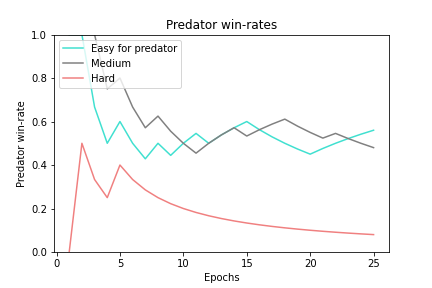 Predator win-rates
1.0
0.8
0.6
0.4
0.2
0.0
Predator win-rate
Easy for predator
Medium
Hard
0
5
10
15
20
25
Epochs